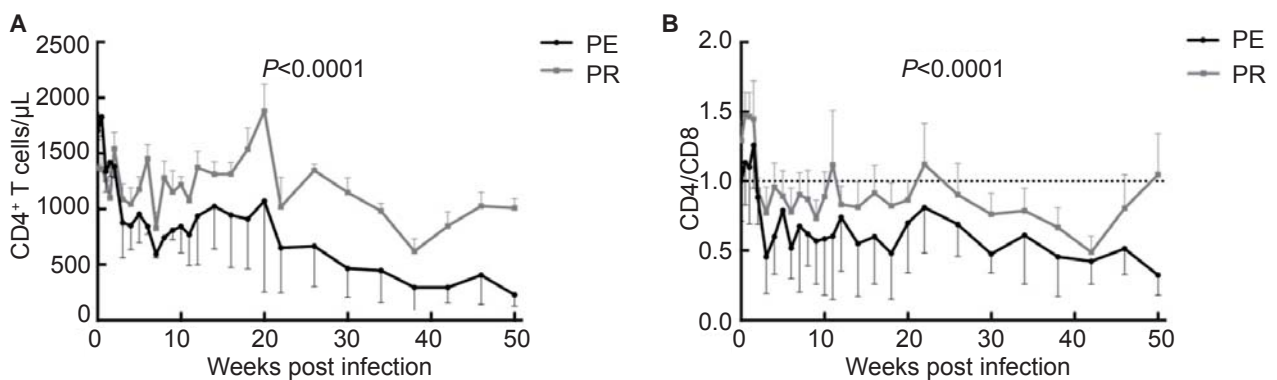 A
2500
2000
1500
1000
500
0
CD4⁺ T cells/µL
P<0.0001
PE
PR
0 10 20 30 40 50
Weeks post infection
B
2.0
1.5
1.0
0.5
0.0
CD4/CD8
P<0.0001
PE
PR
0 10 20 30 40 50
Weeks post infection